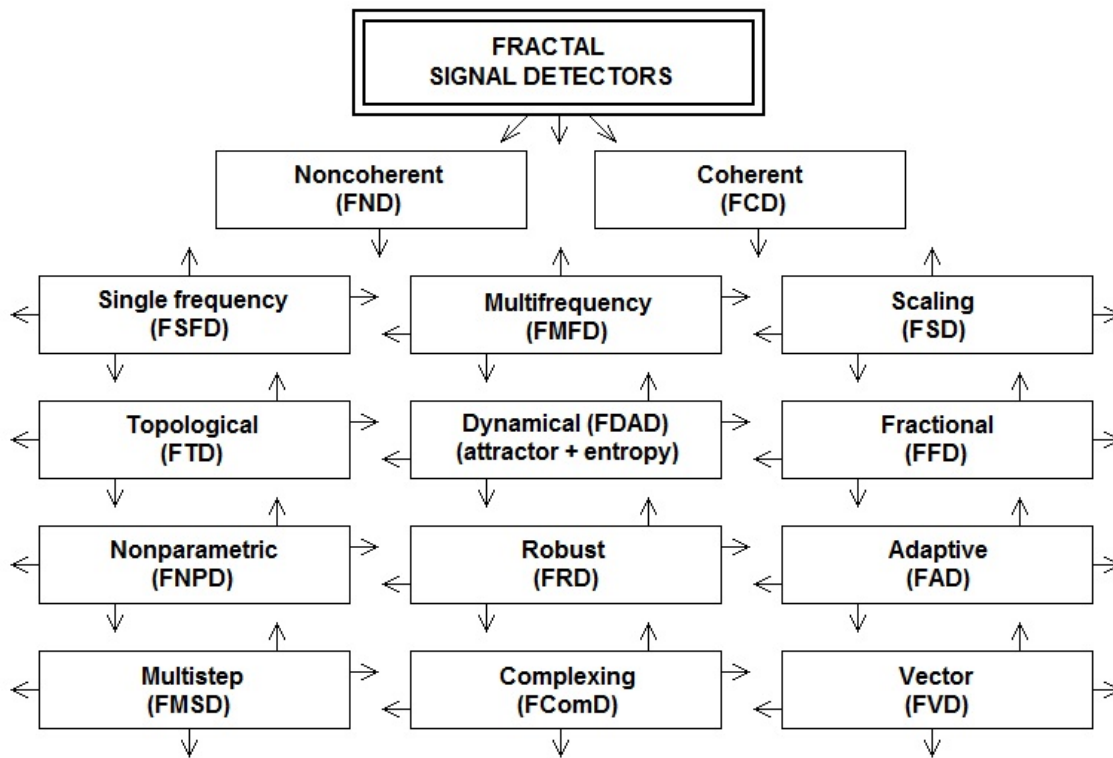 FRACTAL
SIGNAL DETECTORS
Noncoherent
(FND)
Coherent
(FCD)
Single frequency
(FSFD)
Multifrequency
(FMFD)
Scaling
(FSD)
Topological
(FTD)
Dynamical (FDAD)
(attractor + entropy)
Fractional
(FFD)
Nonparametric
(FNPD)
Robust
(FRD)
Adaptive
(FAD)
Multistep
(FMSD)
Complexing
(FComD)
Vector
(FVD)